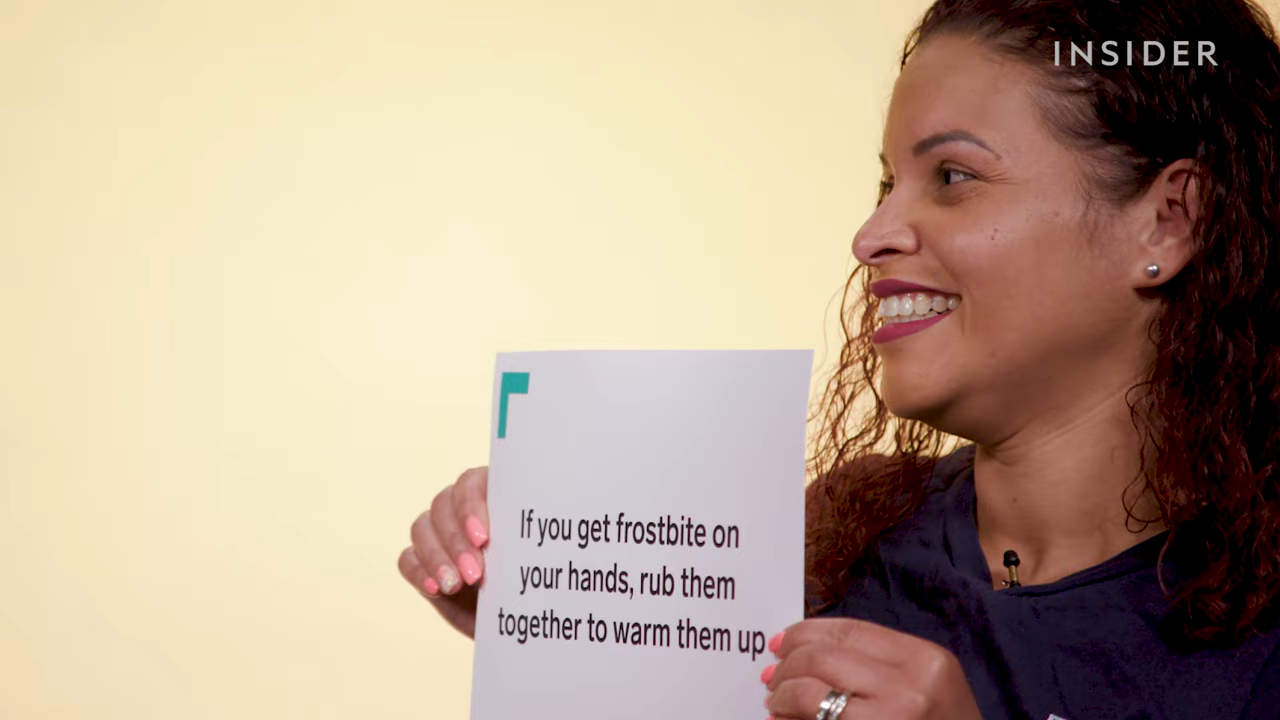 INSIDER
If you get frostbite on
your hands, rub them
together to warm them up